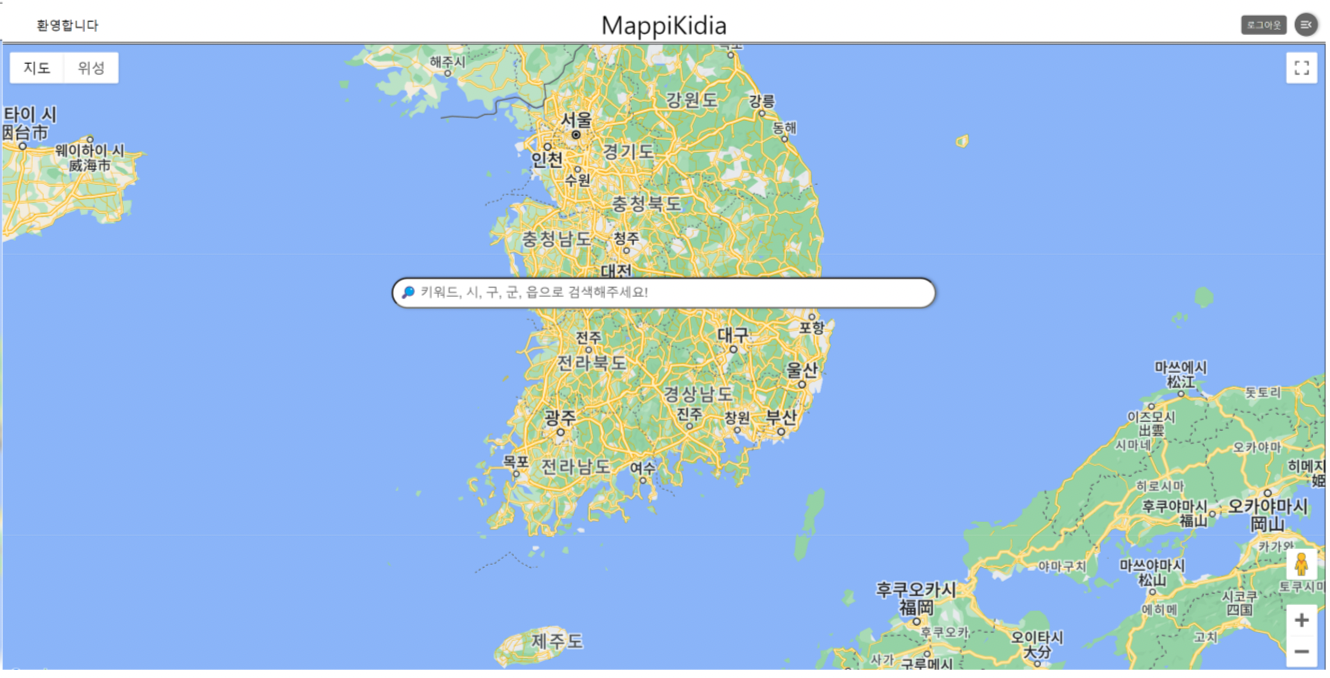 환영합니다
MappiKidia
로그아웃
지도 위성
해주시
강원도
강릉
동해
서울
인천
경기도
수원
타이 시
烟台市
웨이하이 시
威海市
충청북도
충청남도
청주
대전
키워드, 시, 구, 군, 읍으로 검색해주세요!
전주
전라북도
대구
포항
울산
경상남도
진주
창원
부산
광주
목포
전라남도
여수
제주도
마쓰에시
松江
돗토리
이즈모시
出雲
시마네
오카야마
히메지
姫
히로시마
후쿠야마시
福山
오카야마시
岡山
카가와
야마구치
마쓰야마시
松山
에히메
토쿠시마
시코쿠
四国
고치
후쿠오카시
福岡
후쿠오카
오이타시
大分
사가
구루메시